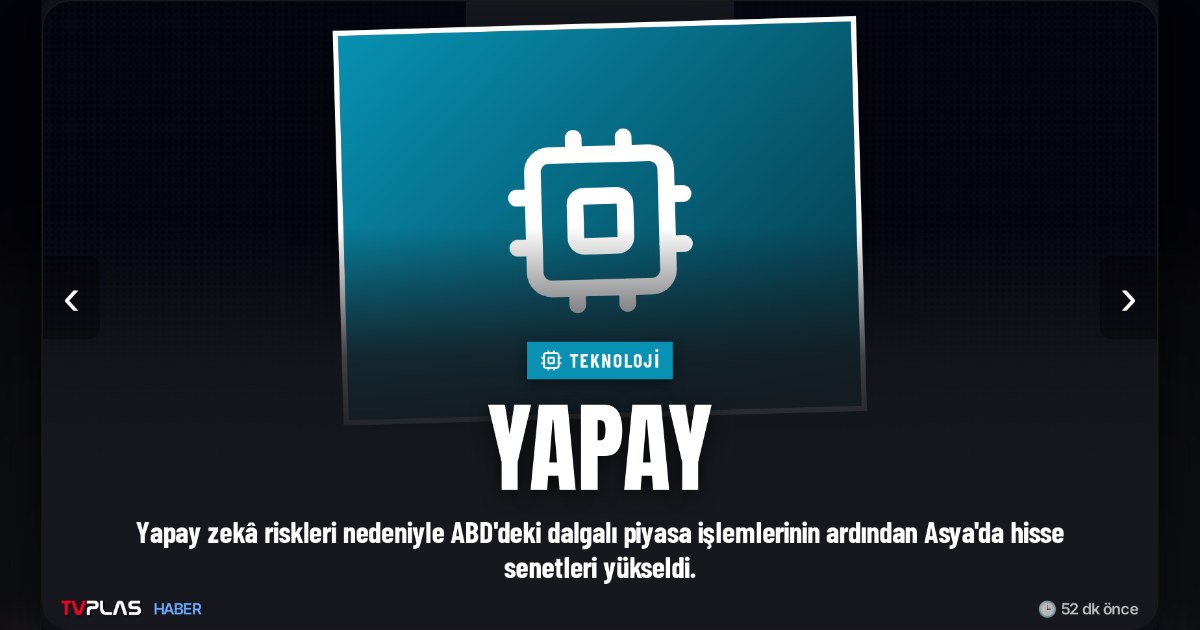 TEKNOLOJİ
YAPAY
Yapay zekâ riskleri nedeniyle ABD'deki dalgalı piyasa işlemlerinin ardından Asya'da hisse
senetleri yükseldi.
TVPLAS HABER
52 dk önce